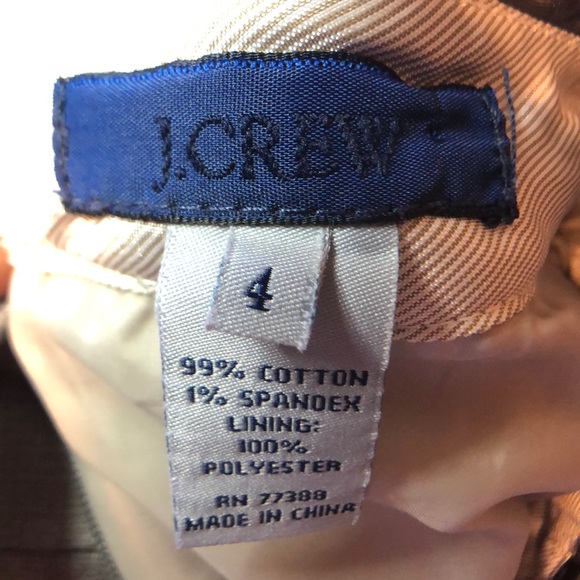 J.CREW
4
99% COTTON
1% SPANDEX
LINING:
100%
POLYESTER
RN 77388
MADE IN CHINA